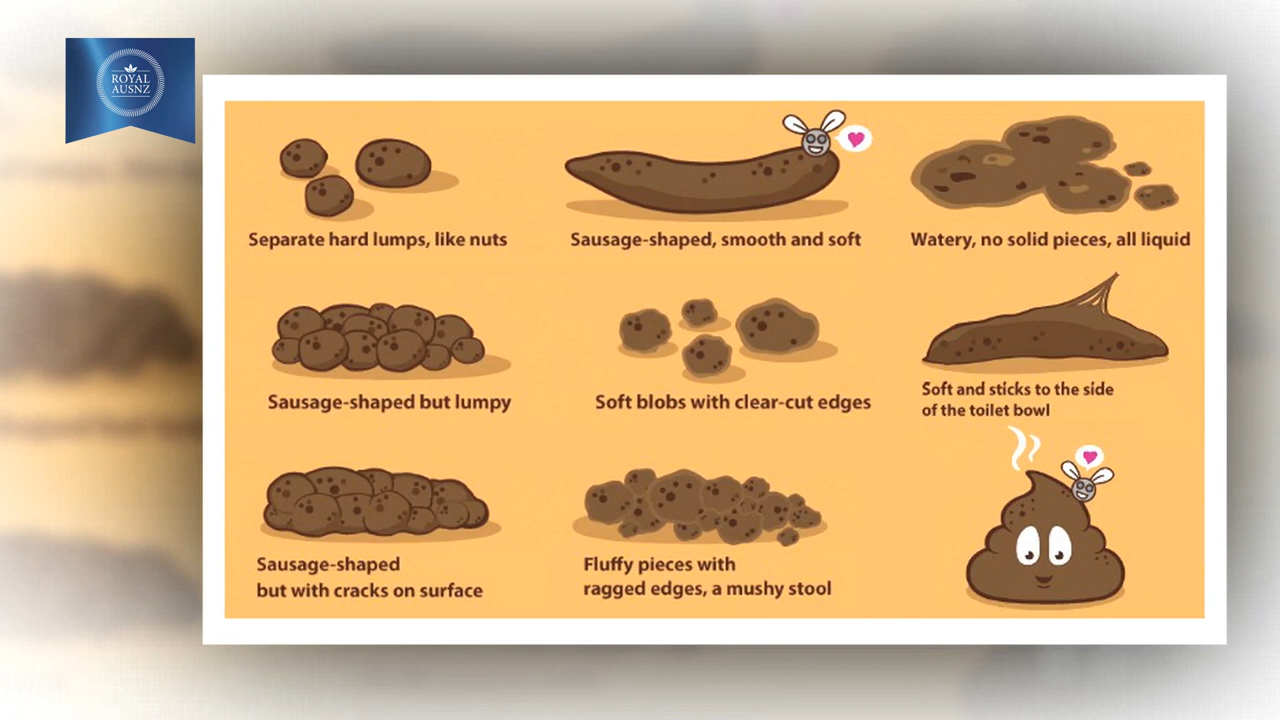 ROYAL
AUSNZ
Separate hard lumps, like nuts
Sausage-shaped, smooth and soft
Watery, no solid pieces, all liquid
Sausage-shaped but lumpy
Soft blobs with clear-cut edges
Soft and sticks to the side
of the toilet bowl
Sausage-shaped
but with cracks on surface
Fluffy pieces with
ragged edges, a mushy stool